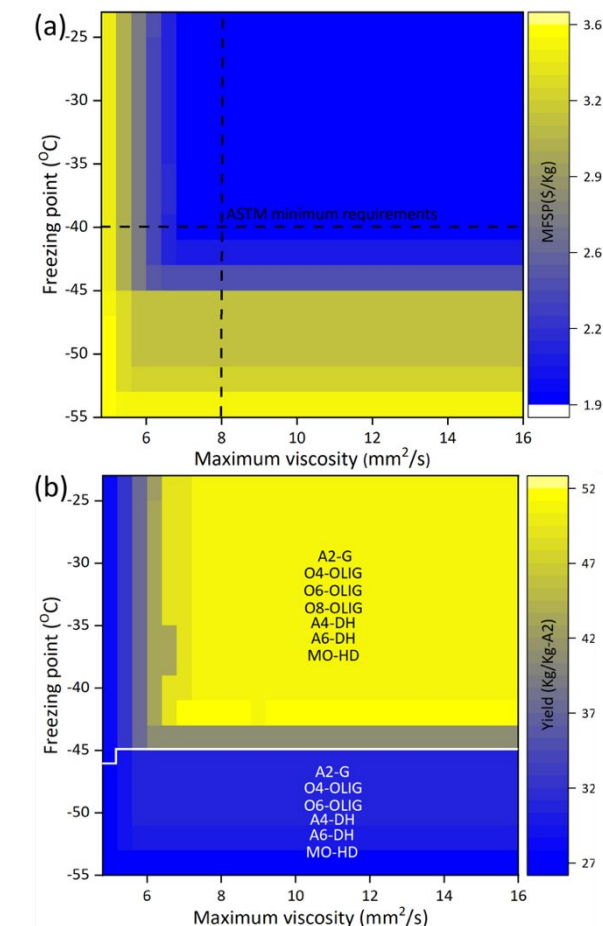 (a)
-25
-30
-35
-40
-45
-50
-55
Freezing point (°C)
ASTM minimum requirements
6
8
10
12
14
16
Maximum viscosity (mm²/s)
3.6
3.2
2.9
2.6
2.2
1.9
MFSP($/Kg)
(b)
-25
-30
-35
-40
-45
-50
-55
Freezing point (°C)
A2-G
O4-OLIG
O6-OLIG
O8-OLIG
A4-DH
A6-DH
MO-HD
A2-G
O4-OLIG
O6-OLIG
A4-DH
A6-DH
MO-HD
6
8
10
12
14
16
Maximum viscosity (mm²/s)
52
47
42
37
32
27
Yield (Kg/Kg-A2)